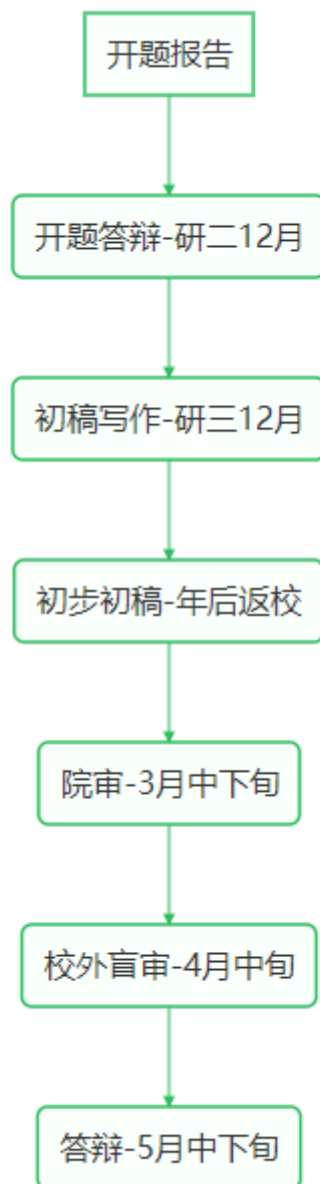 开题报告
开题答辩-研二12月
初稿写作-研三12月
初步初稿-年后返校
院审-3月中下旬
校外盲审-4月中旬
答辩-5月中下旬